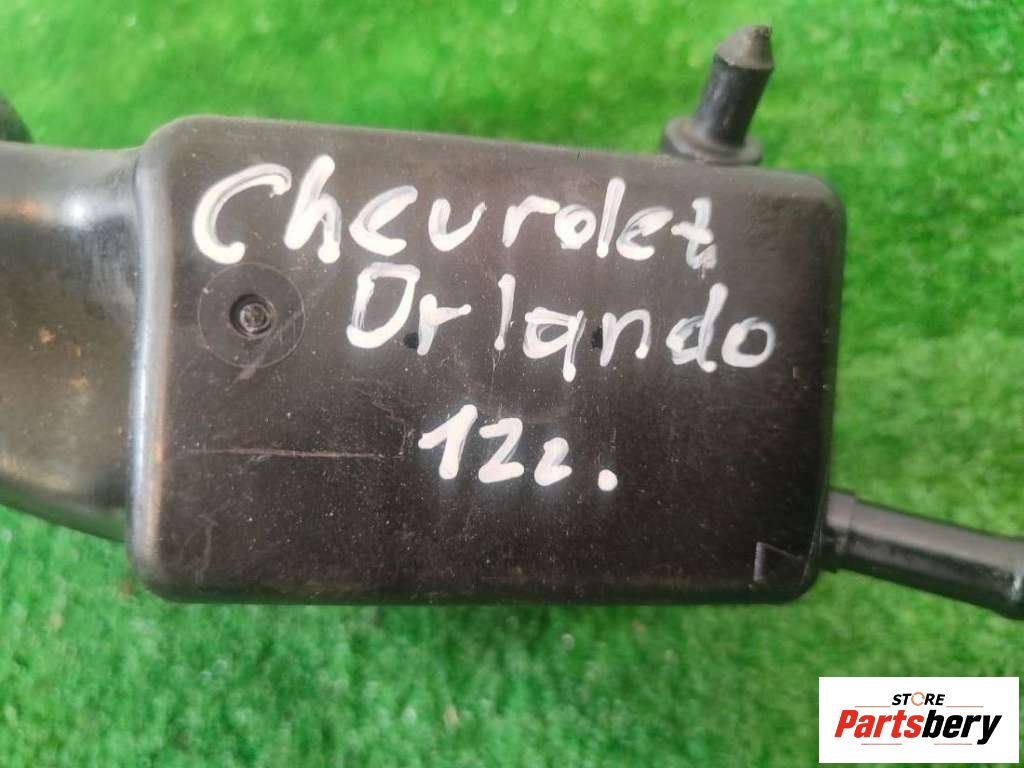 Chevrolet
Orlando
12г.
STORE
Partsbery